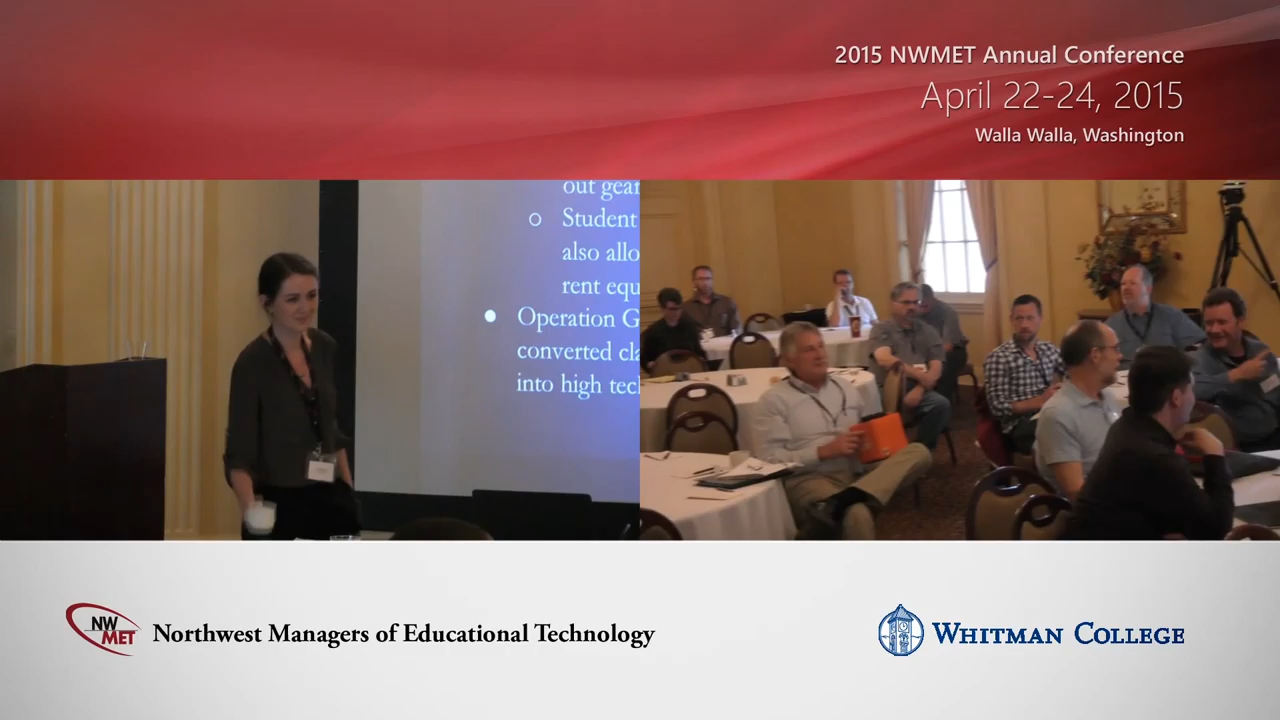 2015 NWMET Annual Conference
April 22-24, 2015
Walla Walla, Washington
out gear
Student
also allo
rent equ
Operation G
converted cla
into high tec
NW
MET
Northwest Managers of Educational Technology
WHITMAN COLLEGE